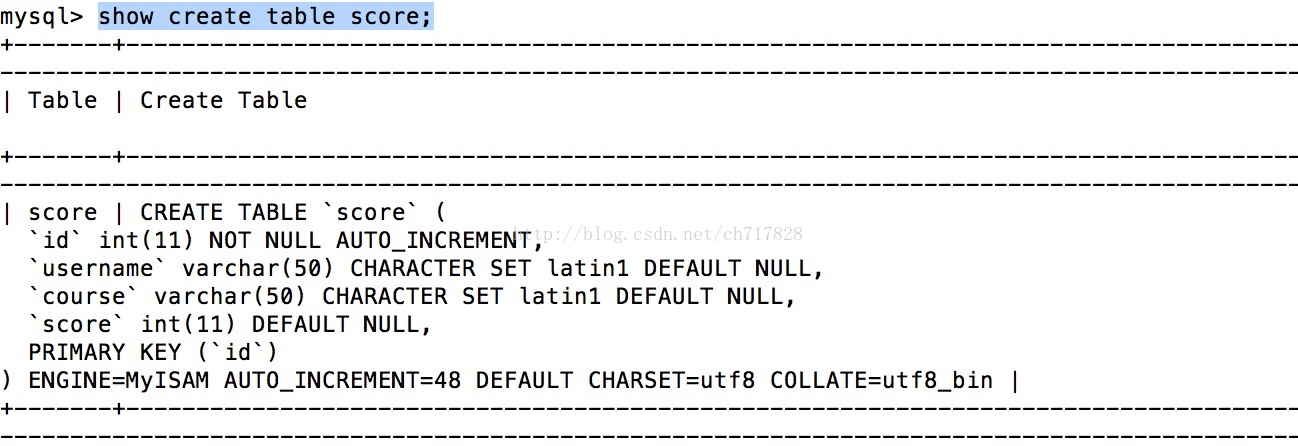 mysql> show create table score;
+-------+------------------------------------------------------------------------------------
---------------------------------------------------------------------------------------------
| Table | Create Table
+-------+------------------------------------------------------------------------------------
---------------------------------------------------------------------------------------------
| score | CREATE TABLE `score` (
`id` int(11) NOT NULL AUTO_INCREMENT,
http://blog.csdn.net/ch717828
`username` varchar(50) CHARACTER SET latin1 DEFAULT NULL,
`course` varchar(50) CHARACTER SET latin1 DEFAULT NULL,
`score` int(11) DEFAULT NULL,
PRIMARY KEY (`id`)
) ENGINE=MyISAM AUTO_INCREMENT=48 DEFAULT CHARSET=utf8 COLLATE=utf8_bin |
+-------+------------------------------------------------------------------------------------
---------------------------------------------------------------------------------------------